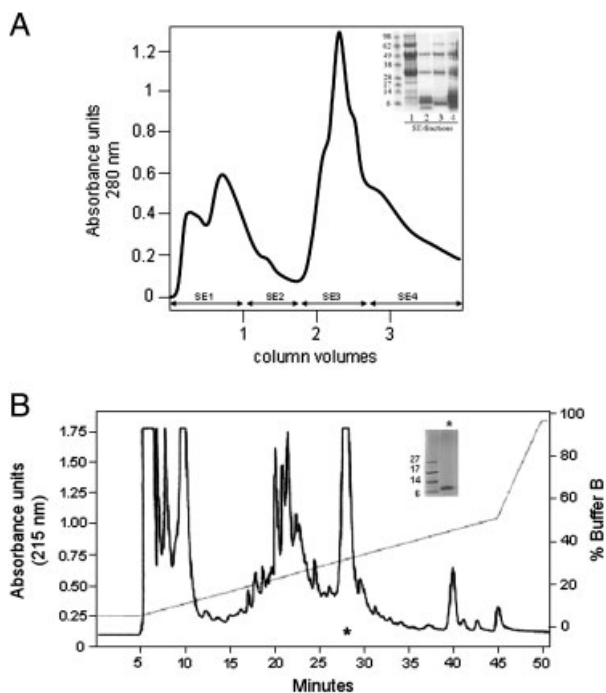 A
Absorbance units
280 nm
1.2
1
0.8
0.6
0.4
0.2
0
98
62
49
38
28
17
14
6
1 2 3 4
SE-fractions
SE1 SE2 SE3 SE4
1 2 3
column volumes
B
Absorbance units
(215 nm)
1.75
1.50
1.25
1.00
0.75
0.50
0.25
0
*
27
17
14
6
100
80
60
40
20
0
% Buffer B
*
5 10 15 20 25 30 35 40 45 50
Minutes